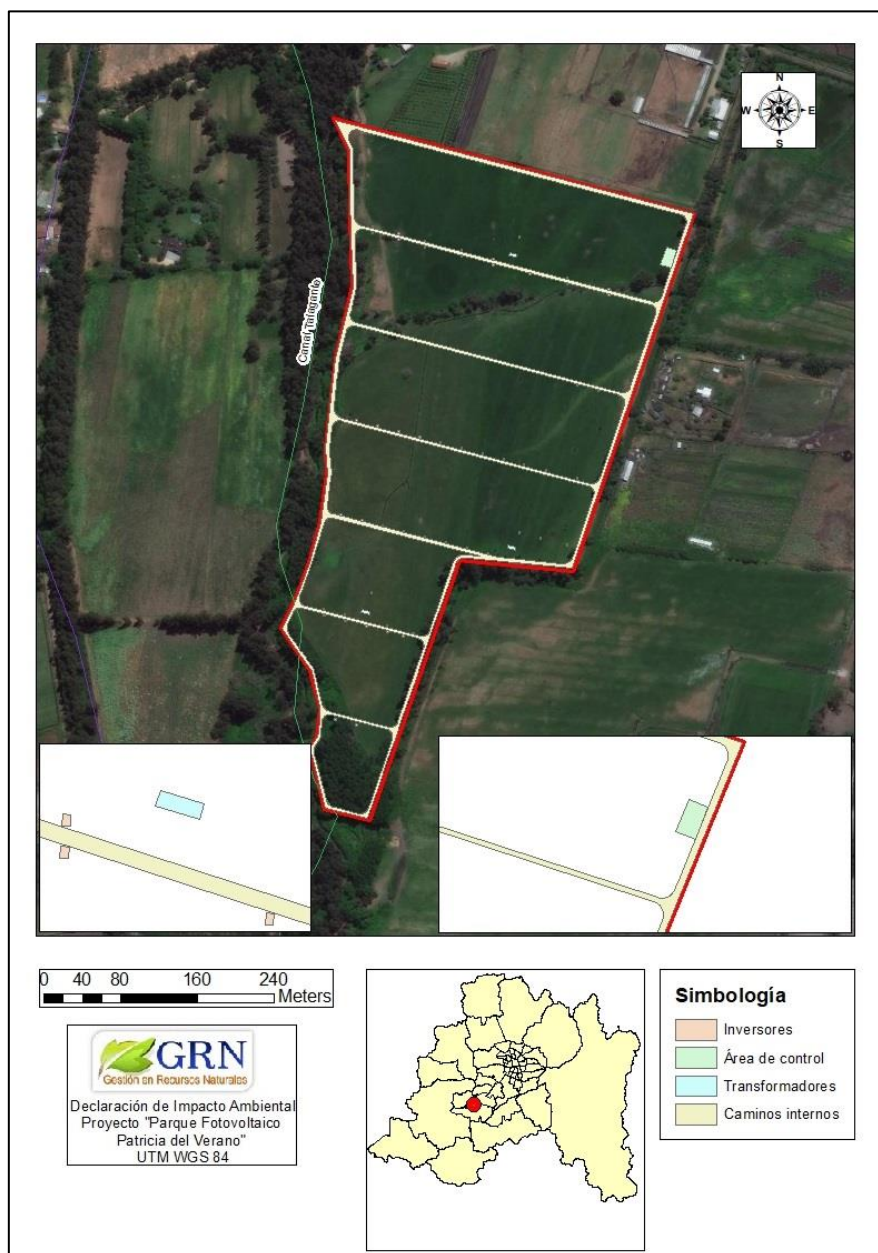 N
W E
S
Canal Talagante
0 40 80 160 240
Meters
GRN
Gestión en Recursos Naturales
Declaración de Impacto Ambiental
Proyecto "Parque Fotovoltaico
Patricia del Verano"
UTM WGS 84
Simbología
Inversores
Área de control
Transformadores
Caminos internos